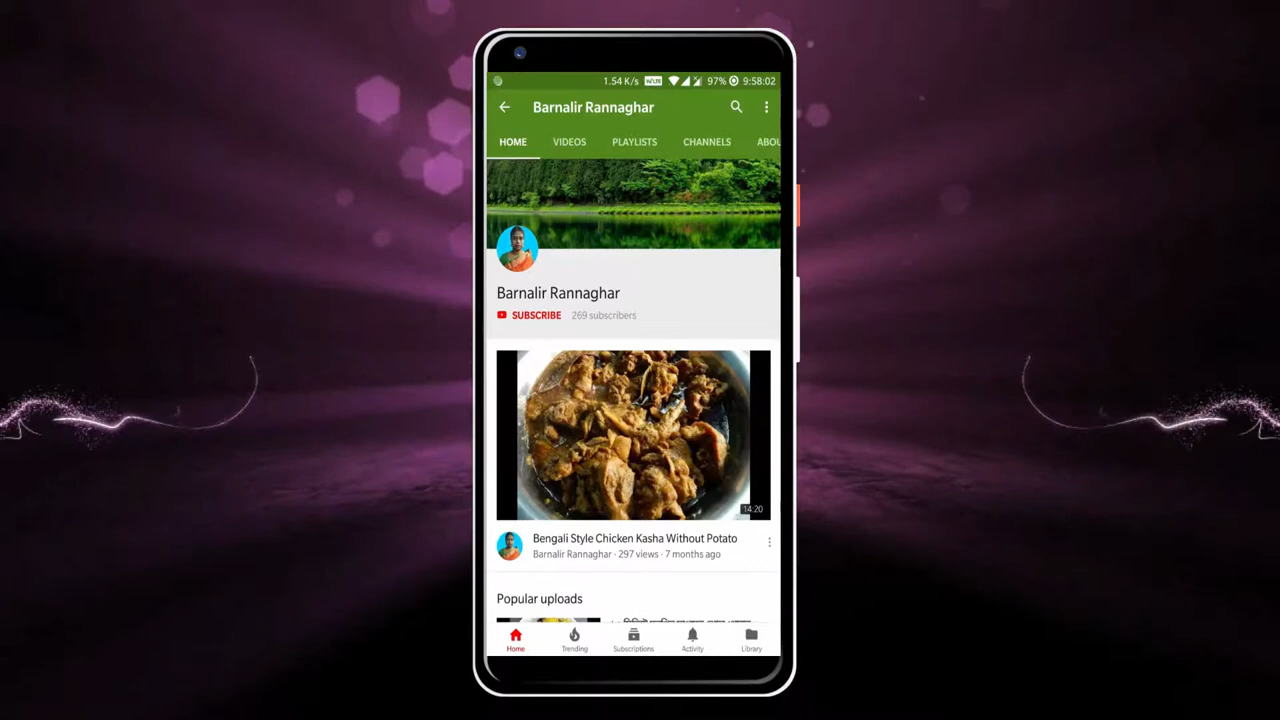 1.54 K/s VoLTE 97% 9:58:02
Barnalir Rannaghar
HOME VIDEOS PLAYLISTS CHANNELS ABOU
Barnalir Rannaghar
SUBSCRIBE 269 subscribers
14:20
Bengali Style Chicken Kasha Without Potato
Barnalir Rannaghar · 297 views · 7 months ago
Popular uploads
Home Trending Subscriptions Activity Library